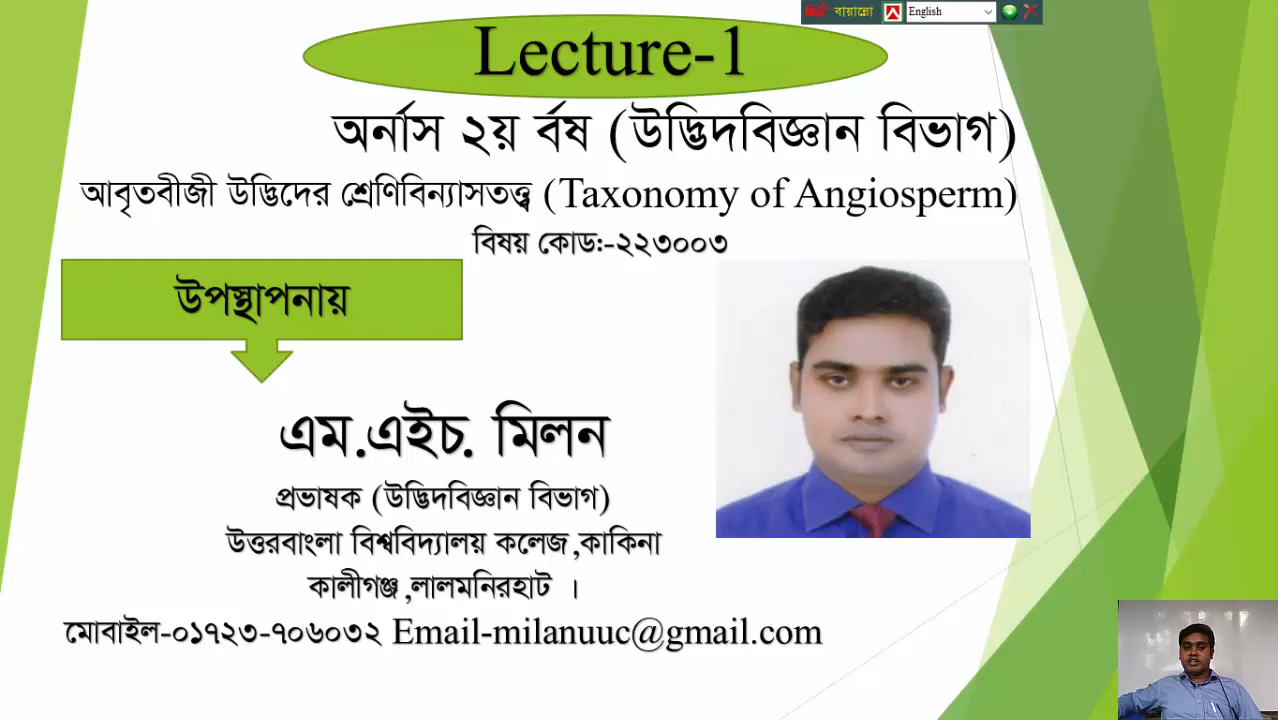 বায়ান্নো English
Lecture-1
অর্নাস ২য় র্বষ (উদ্ভিদবিজ্ঞান বিভাগ)
আবৃতবীজী উদ্ভিদের শ্রেণিবিন্যাসতত্ত্ব (Taxonomy of Angiosperm)
বিষয় কোড:-২২৩০০৩
উপস্থাপনায়
এম.এইচ. মিলন
প্রভাষক (উদ্ভিদবিজ্ঞান বিভাগ)
উত্তরবাংলা বিশ্ববিদ্যালয় কলেজ,কাকিনা
কালীগঞ্জ,লালমনিরহাট ।
মোবাইল-০১৭২৩-৭০৬০৩২ Email-milanuuc@gmail.com